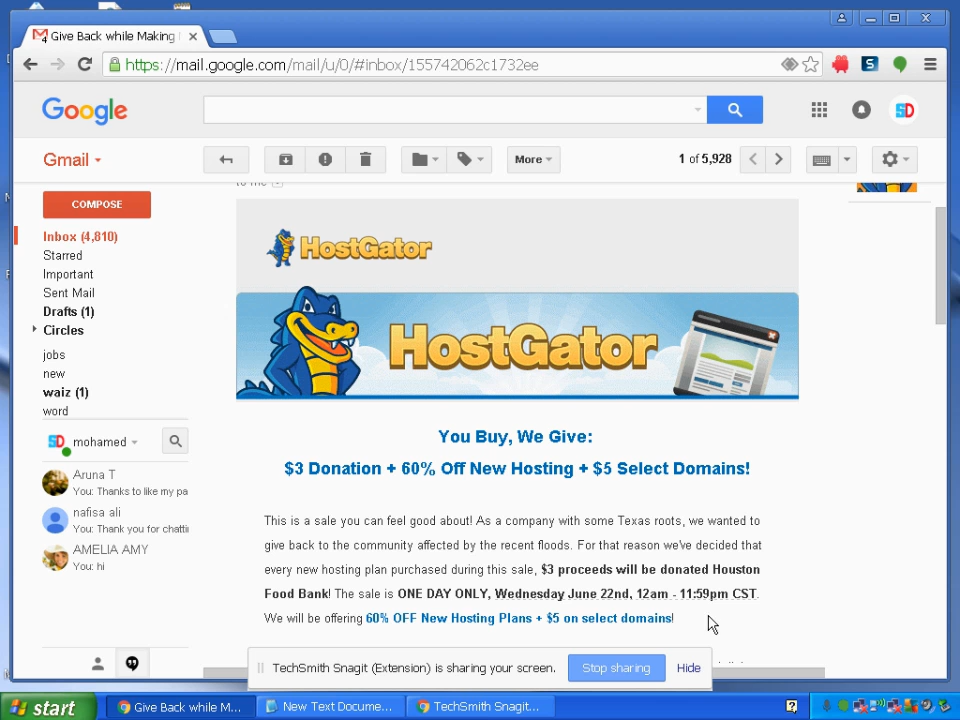 Give Back while Making
https://mail.google.com/mail/u/0/#inbox/155742062c1732ee
Google
SD
Gmail
More
1 of 5,928
COMPOSE
Inbox (4,810)
Starred
Important
Sent Mail
Drafts (1)
Circles
jobs
new
waiz (1)
word
SD mohamed
Aruna T
You: Thanks to like my pa
nafisa ali
You: Thank you for chatti
AMELIA AMY
You: hi
to me
HostGator
HostGator
You Buy, We Give:
$3 Donation + 60% Off New Hosting + $5 Select Domains!
This is a sale you can feel good about! As a company with some Texas roots, we wanted to
give back to the community affected by the recent floods. For that reason we've decided that
every new hosting plan purchased during this sale, $3 proceeds will be donated Houston
Food Bank! The sale is ONE DAY ONLY, Wednesday June 22nd, 12am - 11:59pm CST.
We will be offering 60% OFF New Hosting Plans + $5 on select domains!
TechSmith Snagit (Extension) is sharing your screen.
Stop sharing
Hide
start
Give Back while M...
New Text Docume...
TechSmith Snagit...